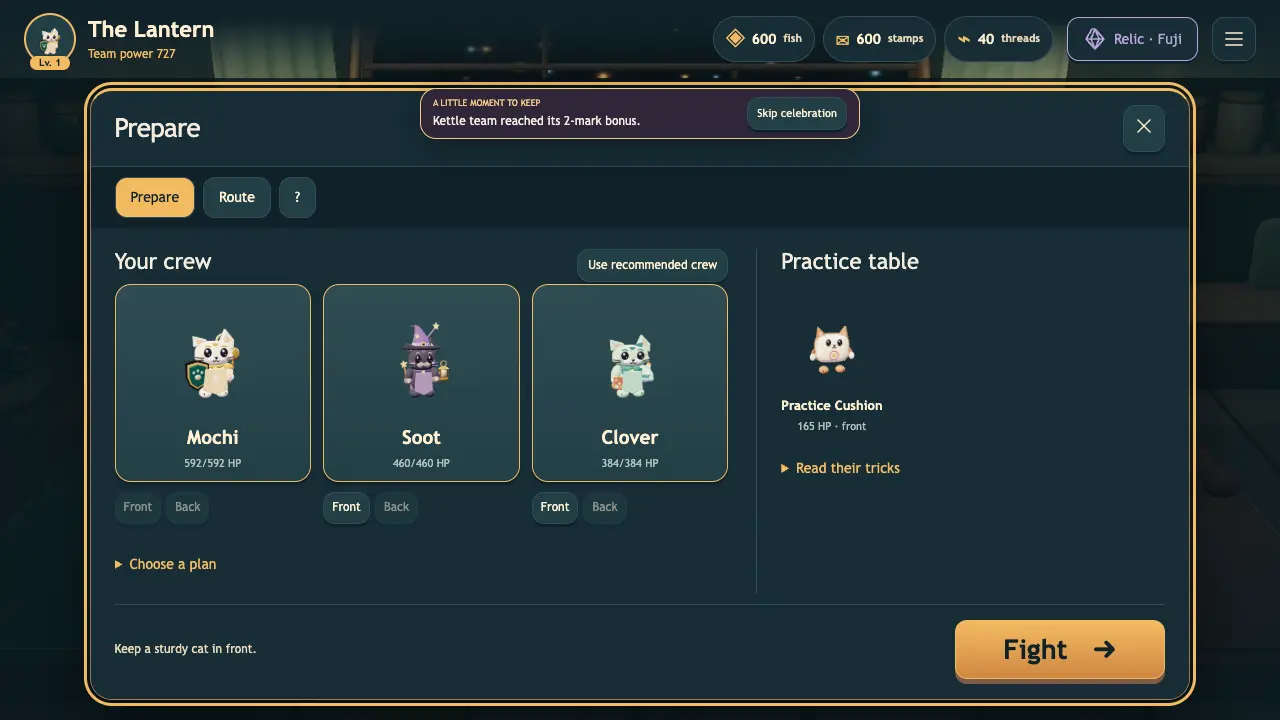 The Lantern
Team power 727
Lv. 1
600 fish
600 stamps
40 threads
Relic · Fuji
A LITTLE MOMENT TO KEEP
Kettle team reached its 2-mark bonus.
Skip celebration
Prepare
Prepare
Route
?
Your crew
Use recommended crew
Practice table
Mochi
592/592 HP
Soot
460/460 HP
Clover
384/384 HP
Practice Cushion
165 HP · front
Read their tricks
Front
Back
Front
Back
Front
Back
Choose a plan
Keep a sturdy cat in front.
Fight